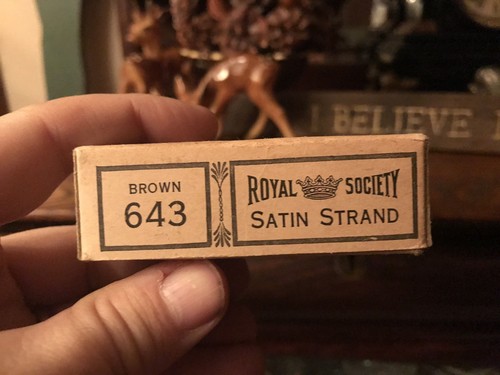 BROWN
643
ROYAL SOCIETY
SATIN STRAND
I BELIEVE